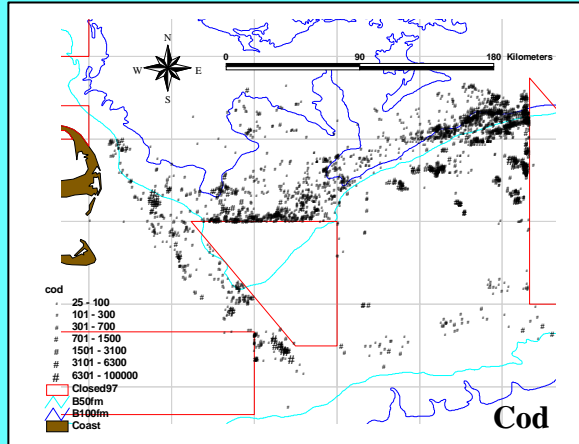 N
W E
S
0 90 180 Kilometers
cod
25 - 100
101 - 300
301 - 700
# 701 - 1500
# 1501 - 3100
# 3101 - 6300
# 6301 - 100000
Closed97
B50fm
B100fm
Coast
Cod